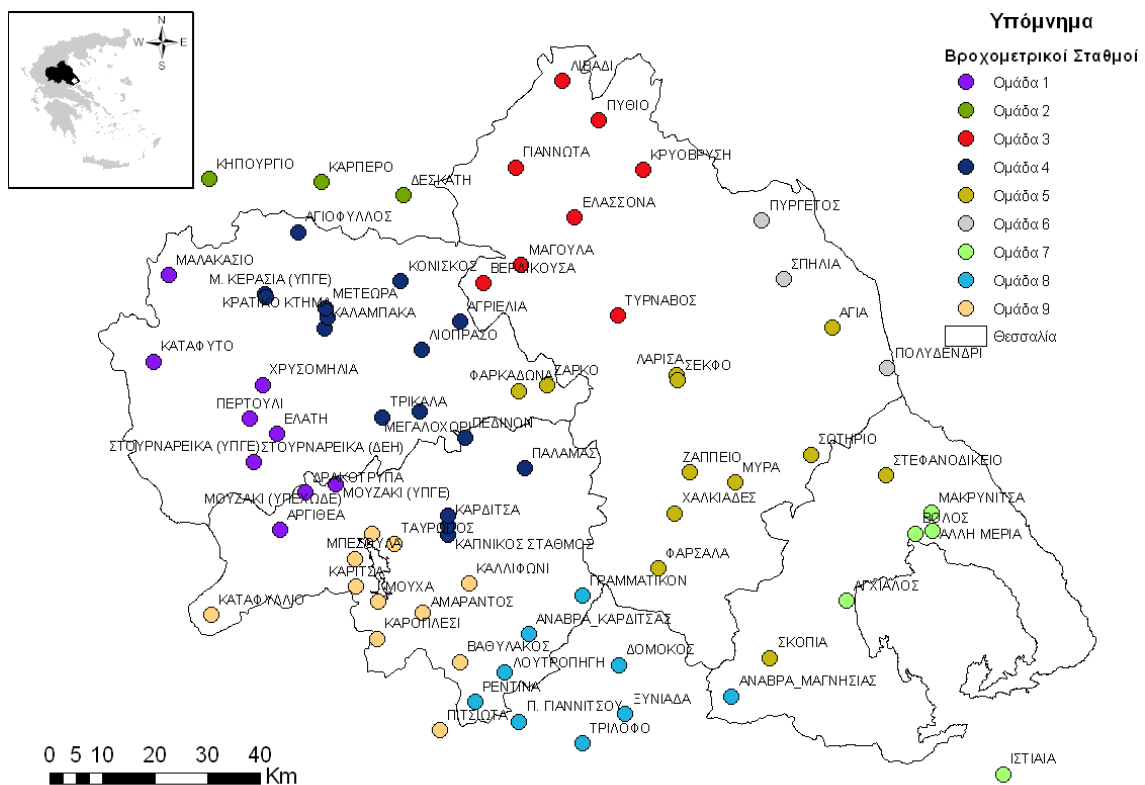 N
W E
S
Υπόμνημα
Βροχομετρικοί Σταθμοί
Ομάδα 1
Ομάδα 2
Ομάδα 3
Ομάδα 4
Ομάδα 5
Ομάδα 6
Ομάδα 7
Ομάδα 8
Ομάδα 9
Θεσσαλία
ΛΙΒΑΔΙ
ΠΥΘΙΟ
ΓΙΑΝΝΩΤΑ
ΚΡΥΟΒΡΥΣΗ
ΚΗΠΟΥΡΓΙΟ
ΚΑΡΠΕΡΟ
ΔΕΣΚΑΤΗ
ΕΛΑΣΣΟΝΑ
ΠΥΡΓΕΤΟΣ
ΑΓΙΟΦΥΛΛΟΣ
ΜΑΓΟΥΛΑ
ΜΑΛΑΚΑΣΙΟ
ΣΠΗΛΙΑ
ΚΟΝΙΣΚΟΣ
ΒΕΡΔΙΚΟΥΣΑ
Μ. ΚΕΡΑΣΙΑ (ΥΠΓΕ)
ΚΡΑΤΙΚΟ ΚΤΗΜΑ
ΜΕΤΕΩΡΑ
ΚΑΛΑΜΠΑΚΑ
ΑΓΡΙΕΛΙΑ
ΤΥΡΝΑΒΟΣ
ΑΓΙΑ
ΚΑΤΑΦΥΤΟ
ΛΙΟΠΡΑΣΟ
ΠΟΛΥΔΕΝΔΡΙ
ΧΡΥΣΟΜΗΛΙΑ
ΦΑΡΚΑΔΩΝΑ
ΖΑΡΚΟ
ΛΑΡΙΣΑ
ΣΕΚΦΟ
ΠΕΡΤΟΥΛΙ
ΕΛΑΤΗ
ΤΡΙΚΑΛΑ
ΜΕΓΑΛΟΧΩΡΙ
ΠΕΔΙΝΟΝ
ΣΤΟΥΡΝΑΡΕΙΚΑ (ΥΠΓΕ)
ΣΤΟΥΡΝΑΡΕΙΚΑ (ΔΕΗ)
ΠΑΛΑΜΑΣ
ΣΩΤΗΡΙΟ
ΖΑΠΠΕΙΟ
ΜΥΡΑ
ΣΤΕΦΑΝΟΔΙΚΕΙΟ
ΔΡΑΚΟΤΡΥΠΑ
ΜΟΥΖΑΚΙ (ΥΠΕΧΩΔΕ)
ΜΟΥΖΑΚΙ (ΥΠΓΕ)
ΧΑΛΚΙΑΔΕΣ
ΜΑΚΡΥΝΙΤΣΑ
ΑΡΓΙΘΕΑ
ΚΑΡΔΙΤΣΑ
ΒΟΛΟΣ
ΑΛΛΗ ΜΕΡΙΑ
ΤΑΥΡΩΠΟΣ
ΜΠΕΖΟΥΛΑ
ΚΑΠΝΙΚΟΣ ΣΤΑΘΜΟΣ
ΦΑΡΣΑΛΑ
ΚΑΡΙΤΣΑ
ΚΑΛΛΙΦΩΝΙ
ΓΡΑΜΜΑΤΙΚΟΝ
ΜΟΥΧΑ
ΑΓΧΙΑΛΟΣ
ΚΑΤΑΦΥΛΛΙΟ
ΑΜΑΡΑΝΤΟΣ
ΑΝΑΒΡΑ_ΚΑΡΔΙΤΣΑΣ
ΚΑΡΟΠΛΕΣΙ
ΣΚΟΠΙΑ
ΒΑΘΥΛΑΚΟΣ
ΔΟΜΟΚΟΣ
ΛΟΥΤΡΟΠΗΓΗ
ΑΝΑΒΡΑ_ΜΑΓΝΗΣΙΑΣ
ΡΕΝΤΙΝΑ
ΞΥΝΙΑΔΑ
ΠΙΤΣΙΩΤΑ
Π. ΓΙΑΝΝΙΤΣΟΥ
ΤΡΙΛΟΦΟ
ΙΣΤΙΑΙΑ
0 5 10 20 30 40
Km